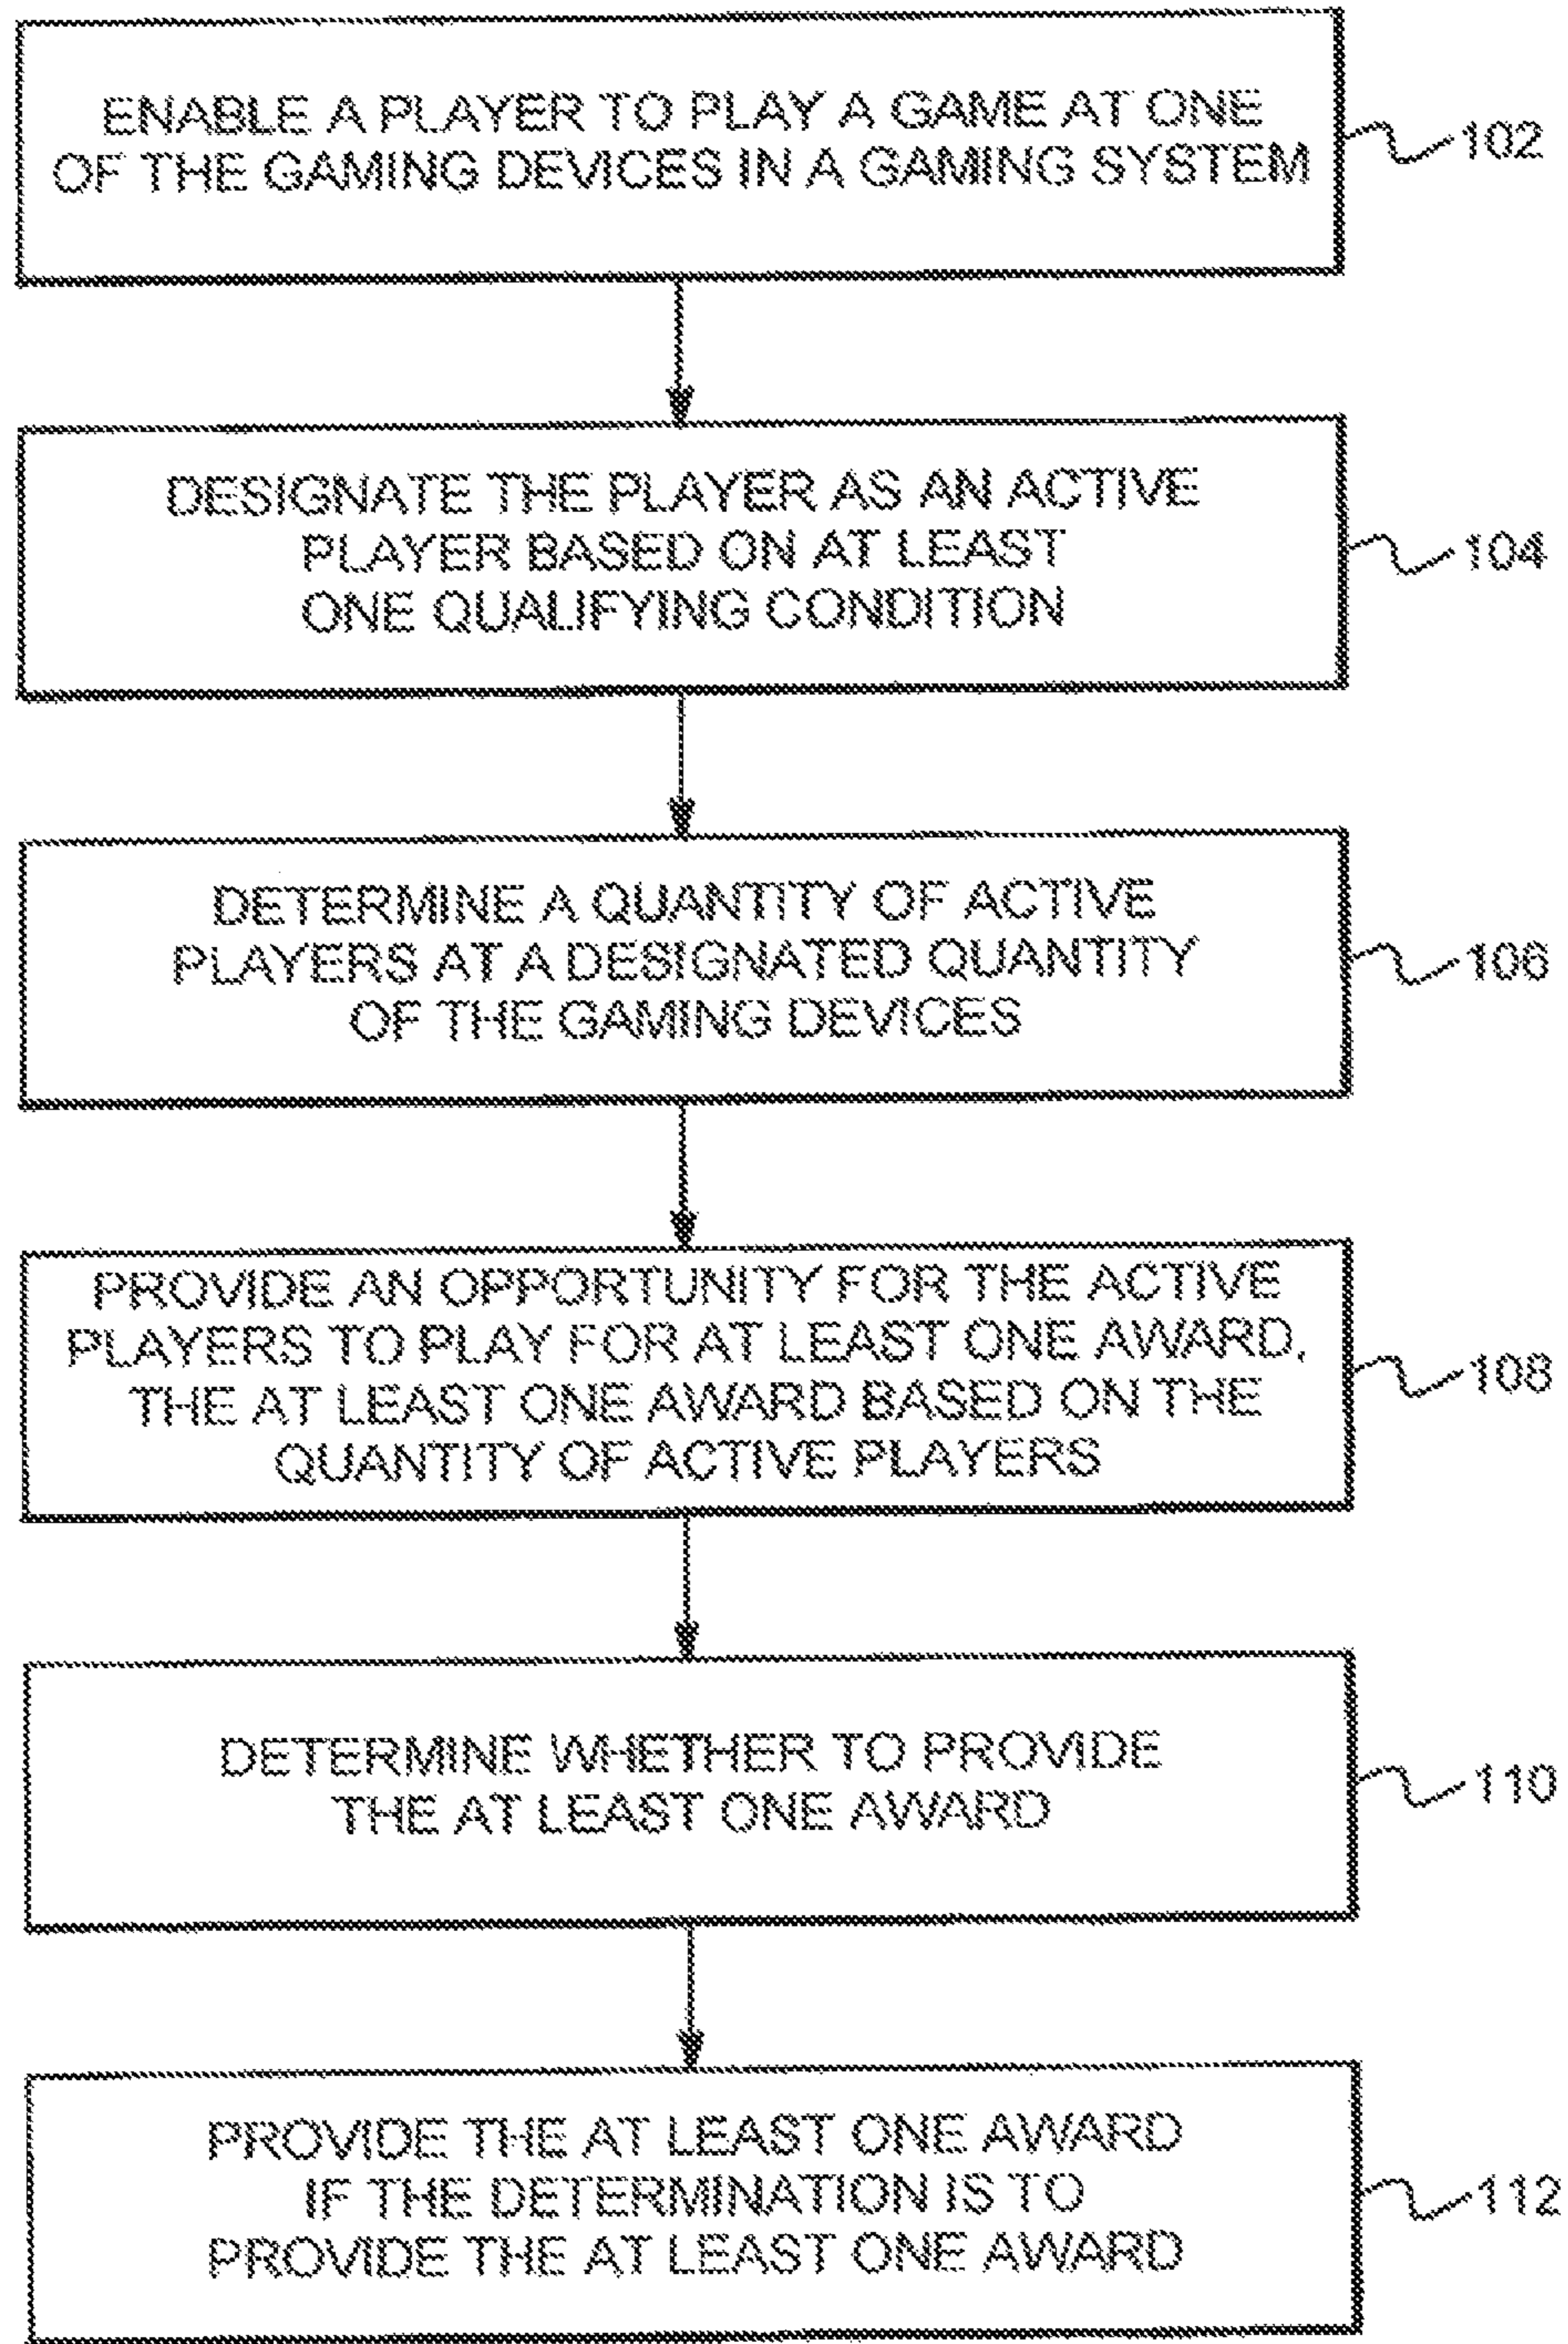 ENABLE A PLAYER TO PLAY A GAME AT ONE
OF THE GAMING DEVICES IN A GAMING SYSTEM
102
DESIGNATE THE PLAYER AS AN ACTIVE
PLAYER BASED ON AT LEAST
ONE QUALIFYING CONDITION
104
DETERMINE A QUANTITY OF ACTIVE
PLAYERS AT A DESIGNATED QUANTITY
OF THE GAMING DEVICES
106
PROVIDE AN OPPORTUNITY FOR THE ACTIVE
PLAYERS TO PLAY FOR AT LEAST ONE AWARD,
THE AT LEAST ONE AWARD BASED ON THE
QUANTITY OF ACTIVE PLAYERS
108
DETERMINE WHETHER TO PROVIDE
THE AT LEAST ONE AWARD
110
PROVIDE THE AT LEAST ONE AWARD
IF THE DETERMINATION IS TO
PROVIDE THE AT LEAST ONE AWARD
112